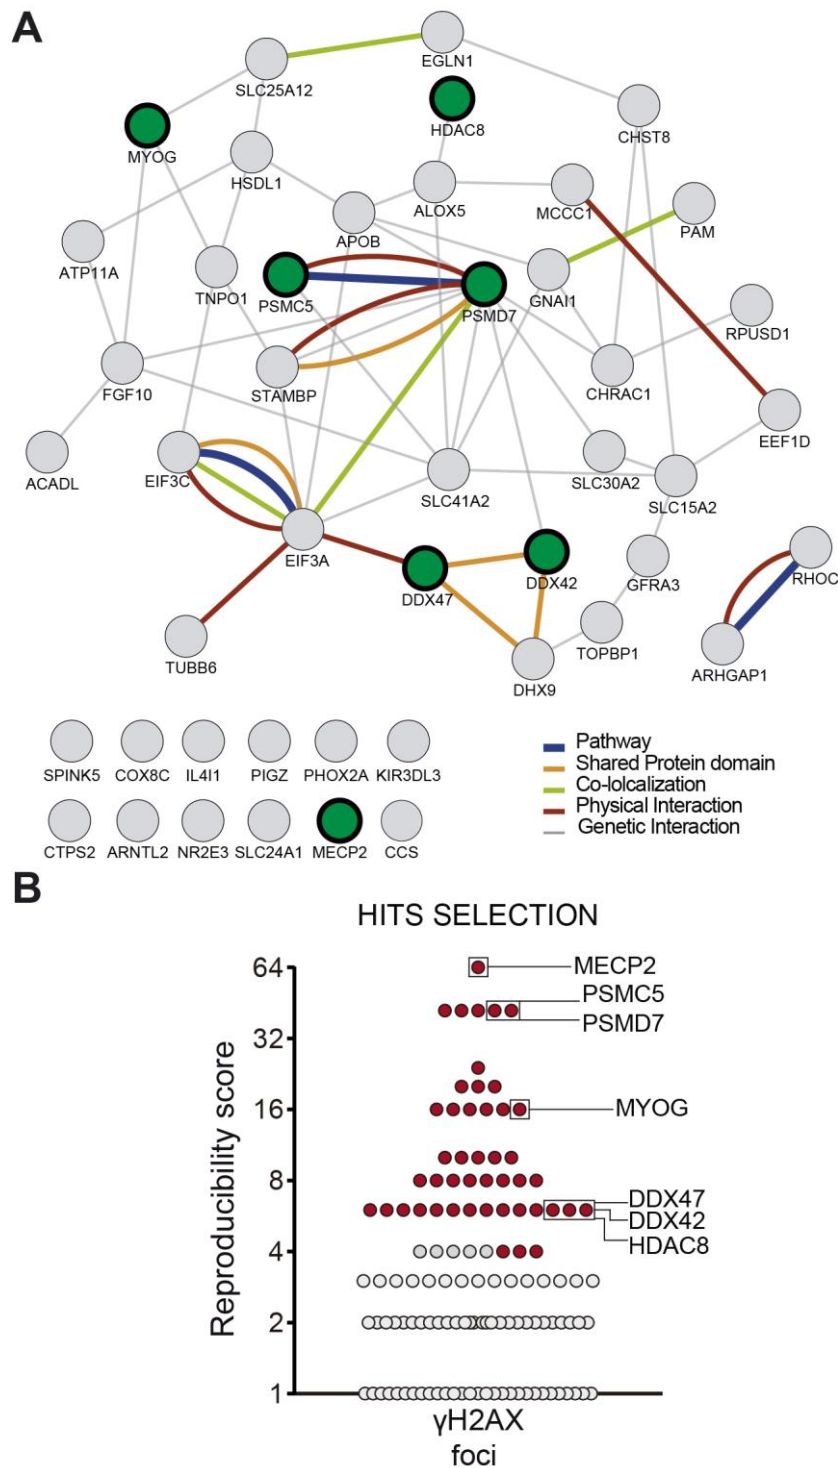 A
EGLN1
SLC25A12
HDAC8
CHST8
MYOG
HSDL1
ALOX5
MCCC1
PAM
APOB
ATP11A
TNPO1
PSMC5
PSMD7
GNAI1
RPUSD1
FGF10
STAMBP
CHRAC1
EEF1D
ACADL
EIF3C
SLC41A2
SLC30A2
SLC15A2
EIF3A
DDX47
DDX42
GFRA3
RHOC
TUBB6
DHX9
TOPBP1
ARHGAP1
SPINK5 COX8C IL4I1 PIGZ PHOX2A KIR3DL3
CTPS2 ARNTL2 NR2E3 SLC24A1 MECP2 CCS
Pathway
Shared Protein domain
Co-lolcalization
Physical Interaction
Genetic Interaction
B
HITS SELECTION
Reproducibility score
64
32
16
8
4
2
1
MECP2
PSMC5
PSMD7
MYOG
DDX47
DDX42
HDAC8
γH2AX
foci